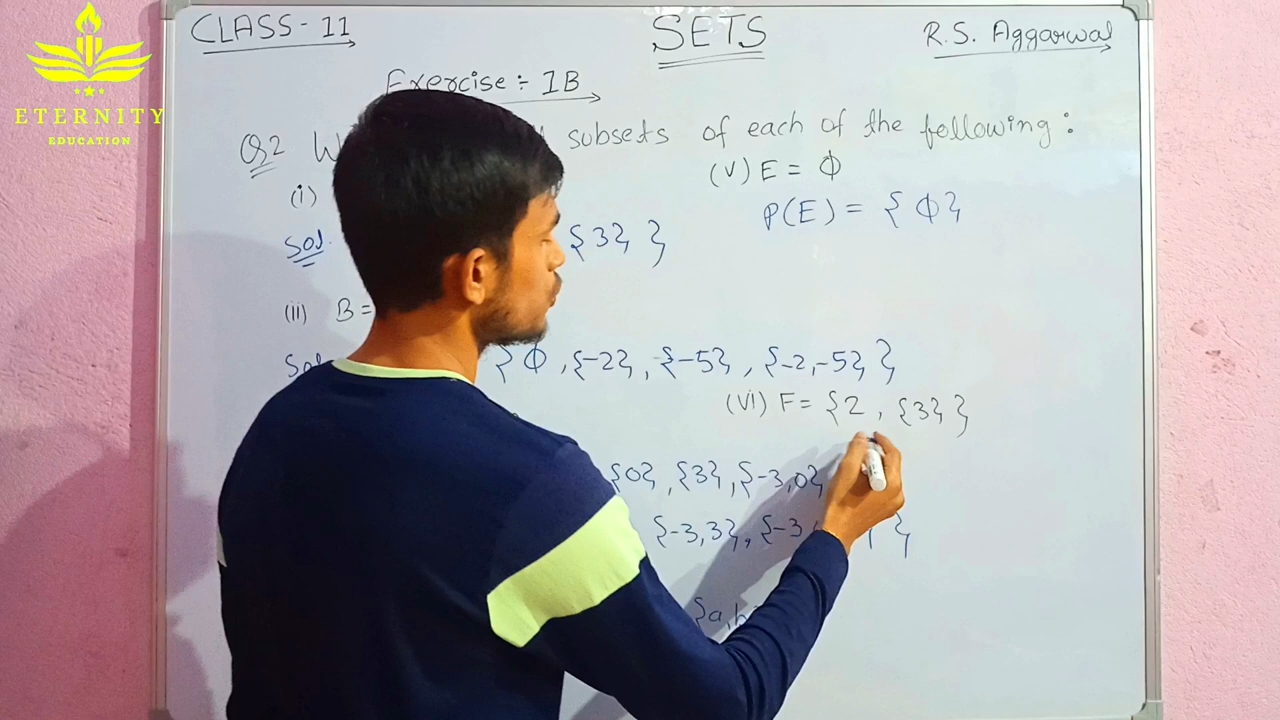 ETERNITY
EDUCATION
CLASS-11
SETS
R.S. Aggarwal
Exercise:- 1B
Q2 subsets of each of the following:
(i)
(v) E = Φ
P(E) = { Φ }
Sol. {3} }
(ii) B =
Sol { Φ , {-2}, {-5}, {-2,-5} }
(vi) F = {2 , {3} }
{0}, {3}, {-3,0}
{-3,3}, {-3 }
{a,b